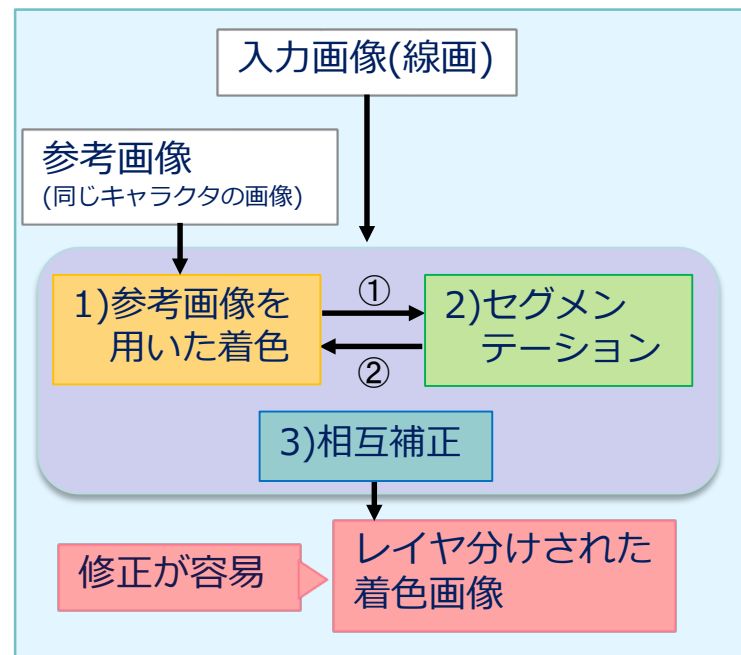 入力画像(線画)
参考画像
(同じキャラクタの画像)
1)参考画像を
用いた着色
①
②
2)セグメン
テーション
3)相互補正
修正が容易
レイヤ分けされた
着色画像